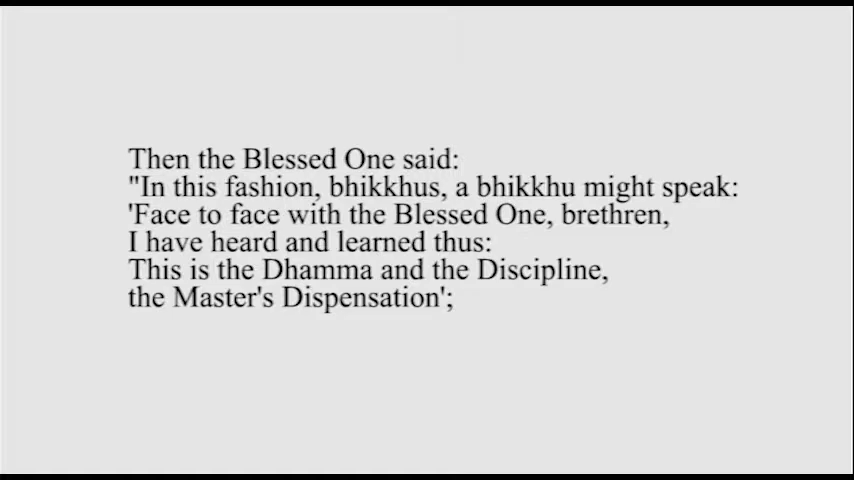 Then the Blessed One said:
"In this fashion, bhikkhus, a bhikkhu might speak:
'Face to face with the Blessed One, brethren,
I have heard and learned thus:
This is the Dhamma and the Discipline,
the Master's Dispensation';